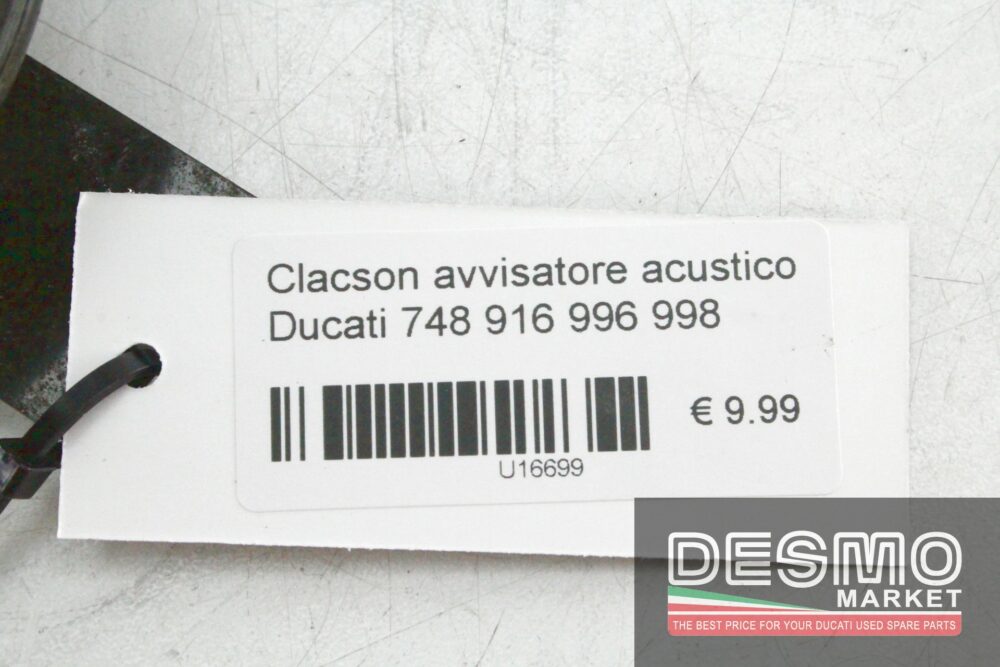 Clacson avvisatore acustico
Ducati 748 916 996 998
€ 9.99
U16699
DESMO
MARKET
THE BEST PRICE FOR YOUR DUCATI USED SPARE PARTS